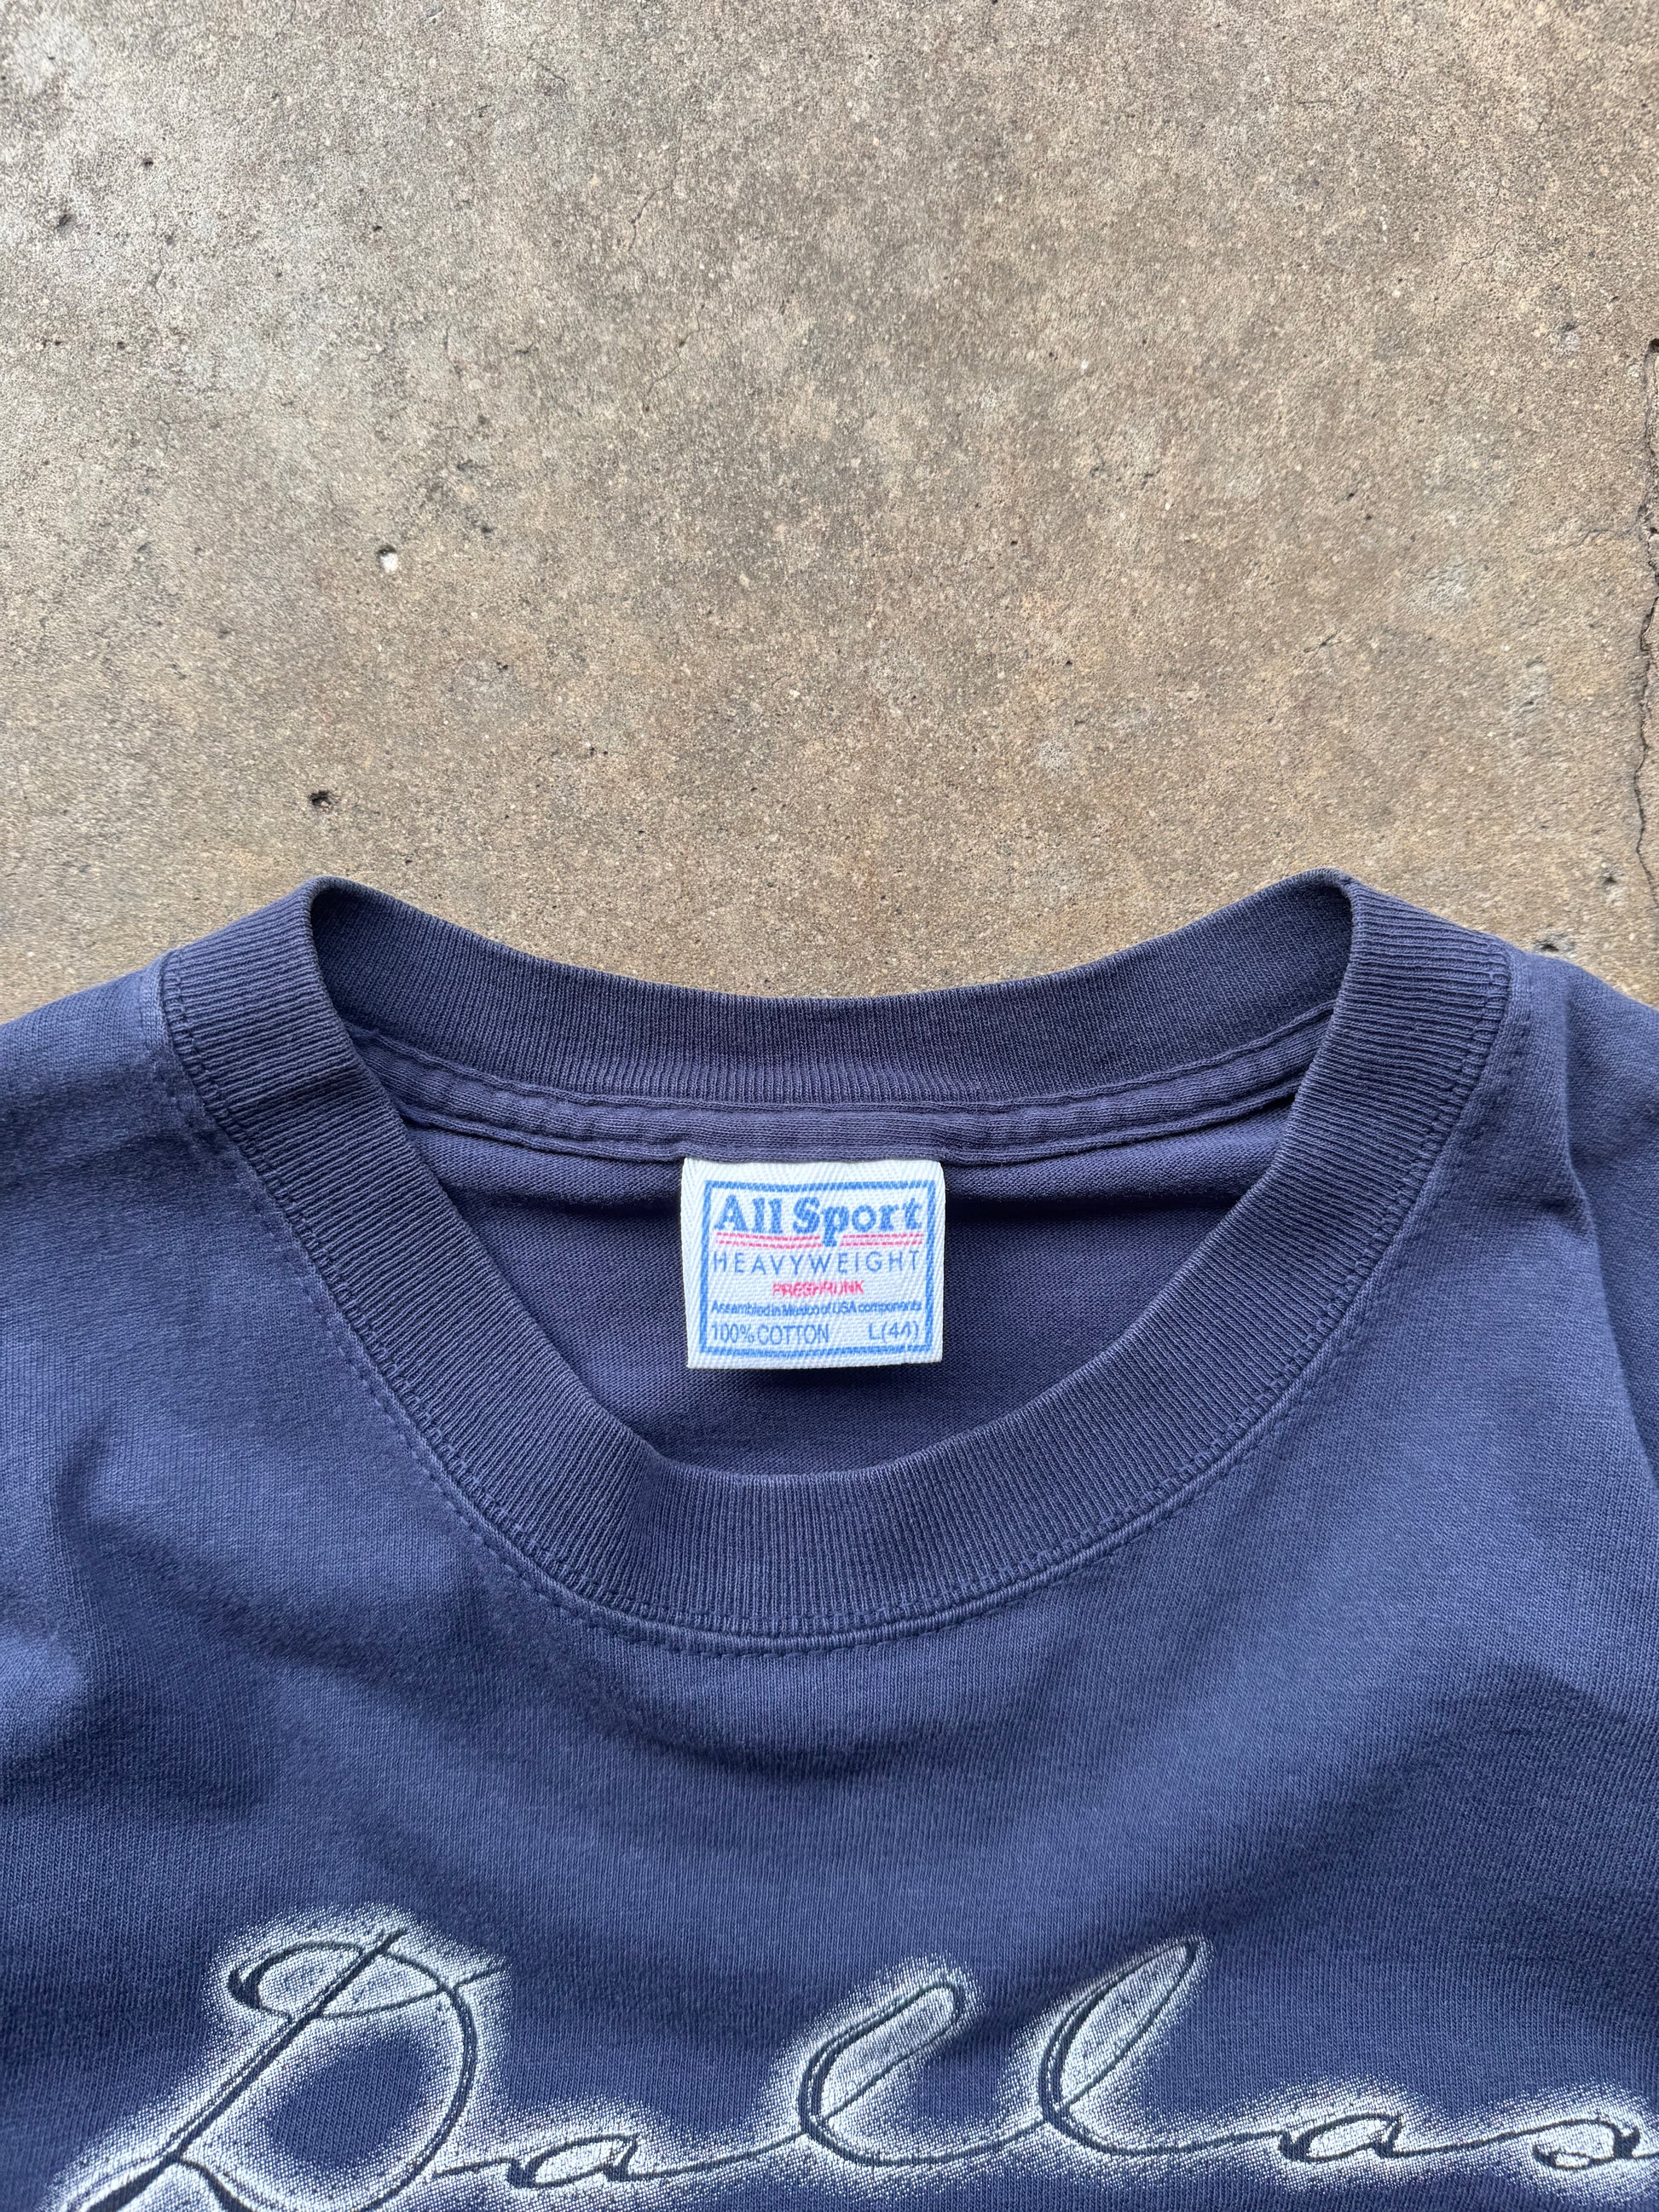 All Sport
HEAVYWEIGHT
PRESHRUNK
Assembled in Mexico of USA components
100% COTTON L(44)
Dallas